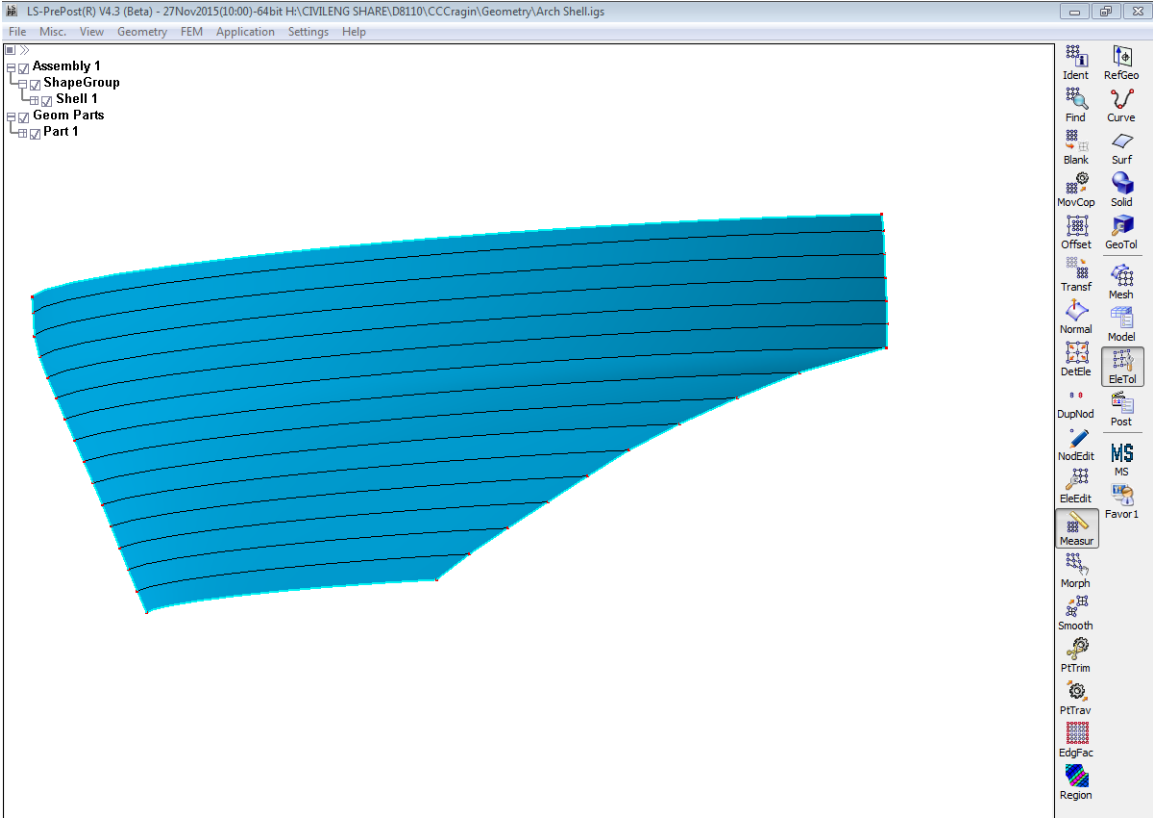 LS-PrePost(R) V4.3 (Beta) - 27Nov2015(10:00)-64bit H:\CIVILENG SHARE\D8110\CCCragin\Geometry\Arch Shell.igs
File Misc. View Geometry FEM Application Settings Help
Assembly 1
ShapeGroup
Shell 1
Geom Parts
Part 1
Ident RefGeo
Find Curve
Blank Surf
MovCop Solid
Offset GeoTol
Transf Mesh
Normal Model
DetEle EleTol
DupNod Post
NodEdit MS
MS
EleEdit Favor1
Measur
Morph
Smooth
PtTrim
PtTrav
EdgFac
Region